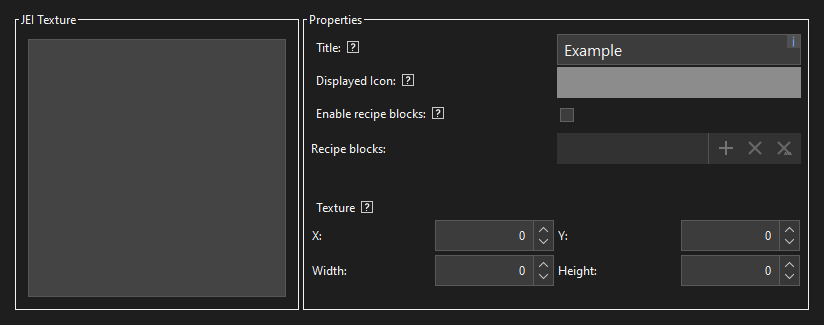 JEI Texture
Properties
Title: ?
Example
i
Displayed Icon: ?
Enable recipe blocks: ?
Recipe blocks:
Texture ?
X: 0 Y: 0
Width: 0 Height: 0